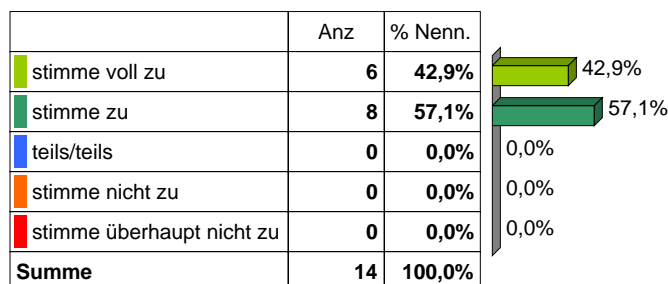 Anz % Nenn.
stimme voll zu 6 42,9% 42,9%
stimme zu 8 57,1% 57,1%
teils/teils 0 0,0% 0,0%
stimme nicht zu 0 0,0% 0,0%
stimme überhaupt nicht zu 0 0,0% 0,0%
Summe 14 100,0%